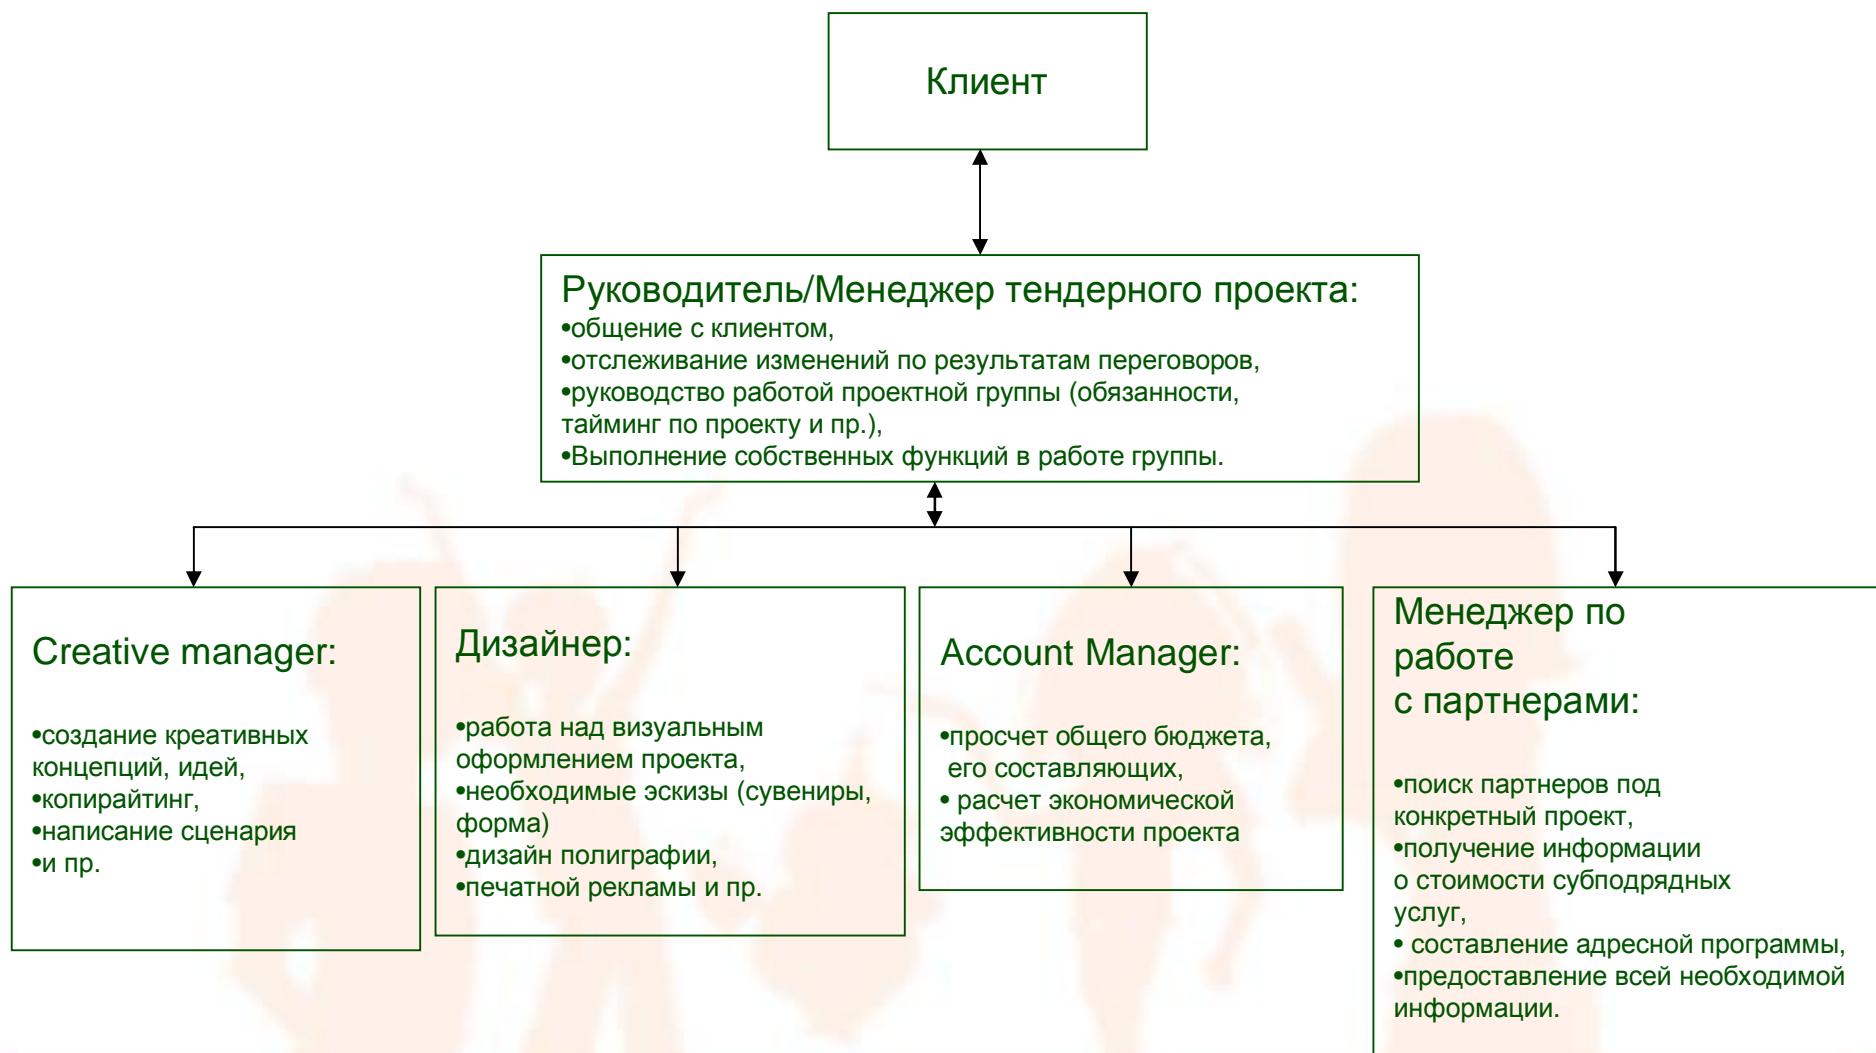 Клиент
Руководитель/Менеджер тендерного проекта:
•общение с клиентом,
•отслеживание изменений по результатам переговоров,
•руководство работой проектной группы (обязанности,
тайминг по проекту и пр.),
•Выполнение собственных функций в работе группы.
Creative manager:
•создание креативных
концепций, идей,
•копирайтинг,
•написание сценария
•и пр.
Дизайнер:
•работа над визуальным
оформлением проекта,
•необходимые эскизы (сувениры,
форма)
•дизайн полиграфии,
•печатной рекламы и пр.
Account Manager:
•просчет общего бюджета,
его составляющих,
• расчет экономической
эффективности проекта
Менеджер по
работе
с партнерами:
•поиск партнеров под
конкретный проект,
•получение информации
о стоимости субподрядных
услуг,
• составление адресной программы,
•предоставление всей необходимой
информации.